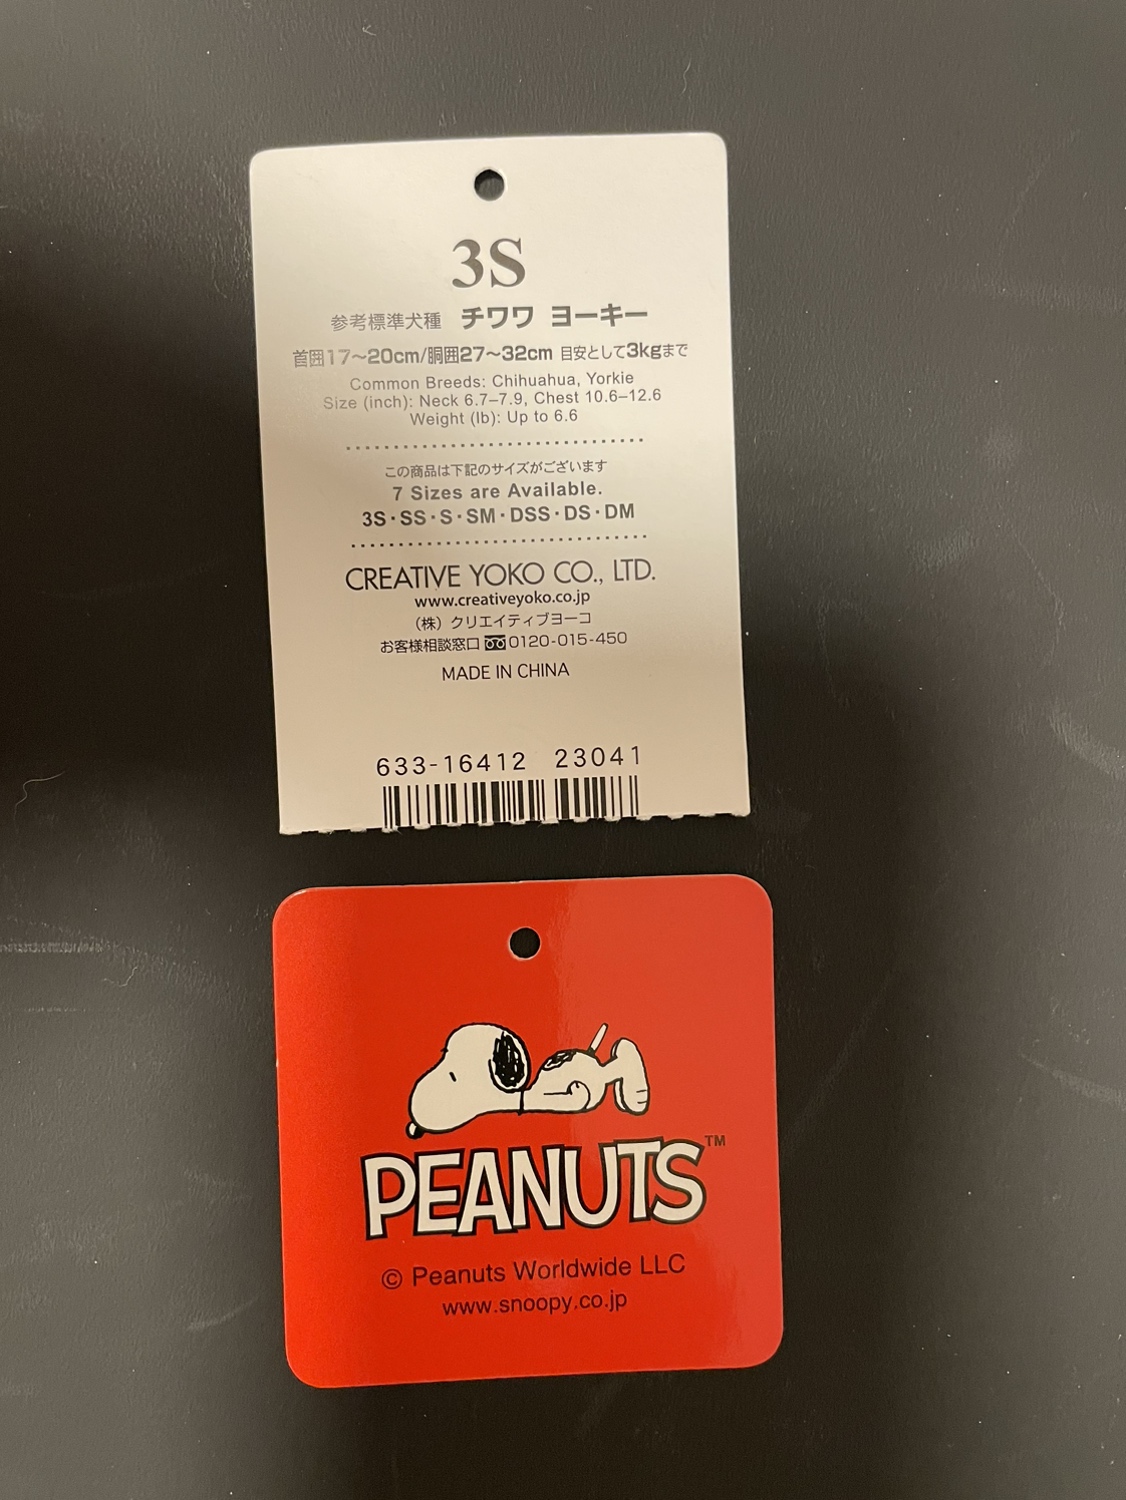 3S
参考標準犬種 チワワ ヨーキー
首囲17〜20cm/胴囲27〜32cm 目安として3kgまで
Common Breeds: Chihuahua, Yorkie
Size (inch): Neck 6.7–7.9, Chest 10.6–12.6
Weight (lb): Up to 6.6
この商品は下記のサイズがございます
7 Sizes are Available.
3S・SS・S・SM・DSS・DS・DM
CREATIVE YOKO CO., LTD.
www.creativeyoko.co.jp
（株）クリエイティブヨーコ
お客様相談窓口 0120-015-450
MADE IN CHINA
633-16412 23041
PEANUTS™
© Peanuts Worldwide LLC
www.snoopy.co.jp